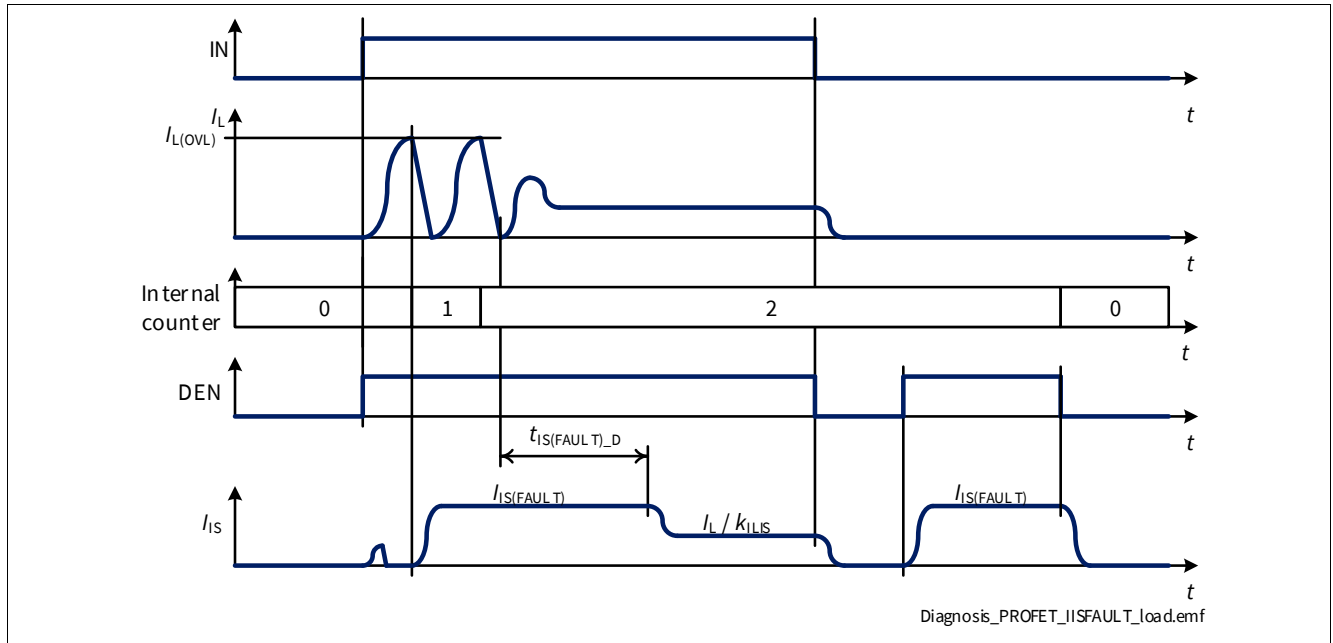 IN
t
I_L
I_L(OVL)
t
Internal
counter
0 1 2 0
t
DEN
t
t_IS(FAULT)_D
I_IS(FAULT) I_IS(FAULT)
I_IS I_L / k_ILIS
t
Diagnosis_PROFET_IISFAULT_load.emf